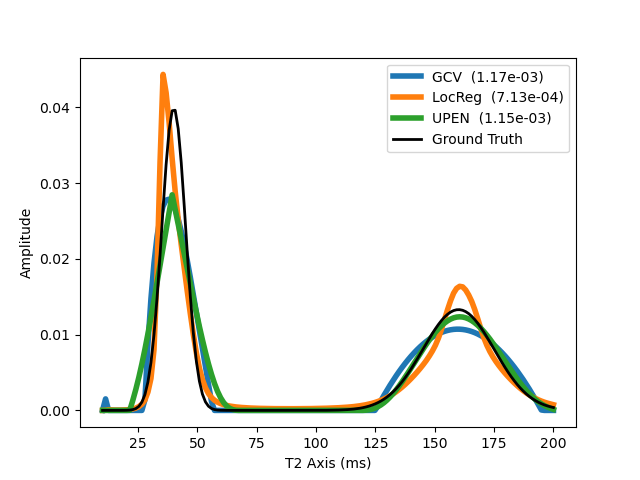 GCV (1.17e-03)
LocReg (7.13e-04)
UPEN (1.15e-03)
Ground Truth
0.04
0.03
0.02
0.01
0.00
Amplitude
25 50 75 100 125 150 175 200
T2 Axis (ms)